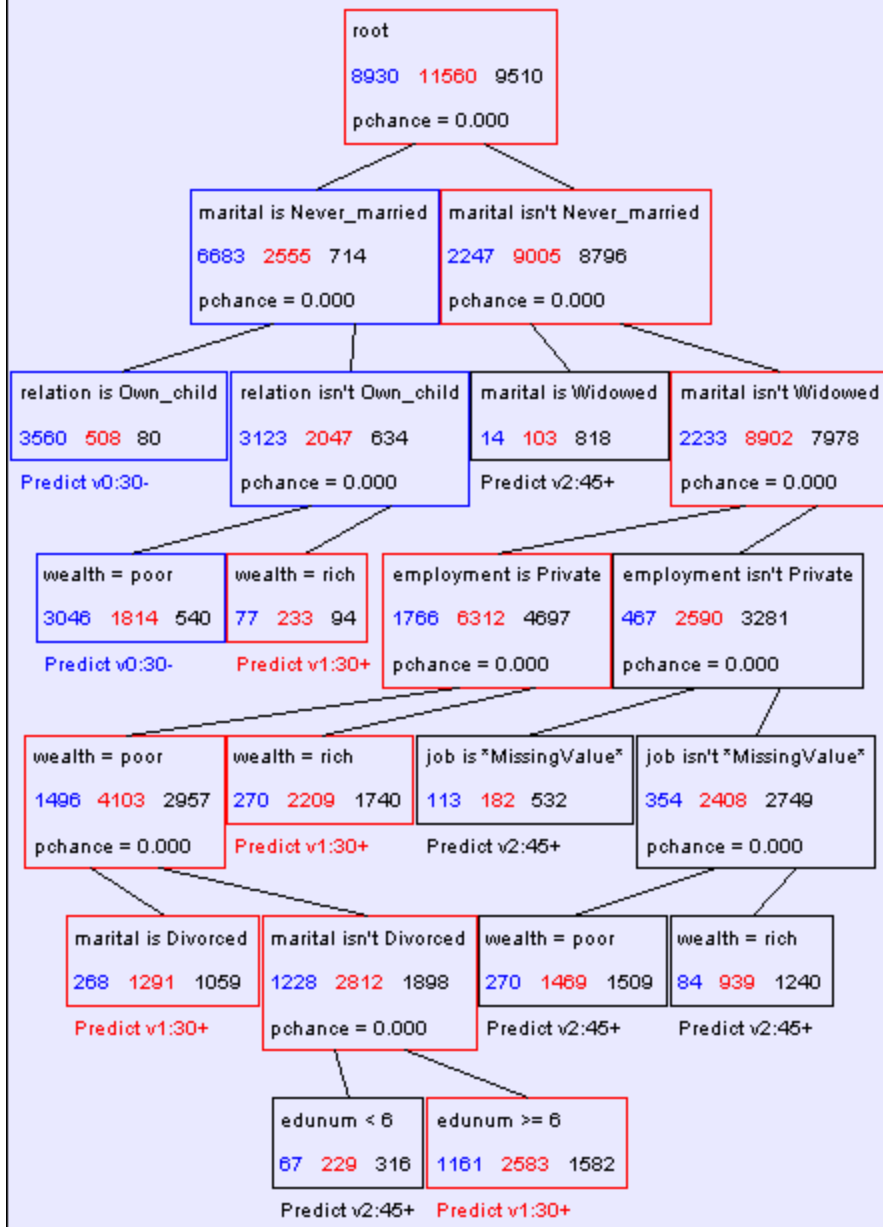 root
8930 11560 9510
pchance = 0.000
marital is Never_married
6683 2555 714
pchance = 0.000
marital isn't Never_married
2247 9005 8796
pchance = 0.000
relation is Own_child
3560 508 80
Predict v0:30-
relation isn't Own_child
3123 2047 634
pchance = 0.000
marital is Widowed
14 103 818
Predict v2:45+
marital isn't Widowed
2233 8902 7978
pchance = 0.000
wealth = poor
3046 1814 540
Predict v0:30-
wealth = rich
77 233 94
Predict v1:30+
employment is Private
1766 6312 4697
pchance = 0.000
employment isn't Private
467 2590 3281
pchance = 0.000
wealth = poor
1496 4103 2957
pchance = 0.000
wealth = rich
270 2209 1740
Predict v1:30+
job is *MissingValue*
113 182 532
Predict v2:45+
job isn't *MissingValue*
354 2408 2749
pchance = 0.000
marital is Divorced
268 1291 1059
Predict v1:30+
marital isn't Divorced
1228 2812 1898
pchance = 0.000
wealth = poor
270 1469 1509
Predict v2:45+
wealth = rich
84 939 1240
Predict v2:45+
edunum < 6
67 229 316
Predict v2:45+
edunum >= 6
1161 2583 1582
Predict v1:30+